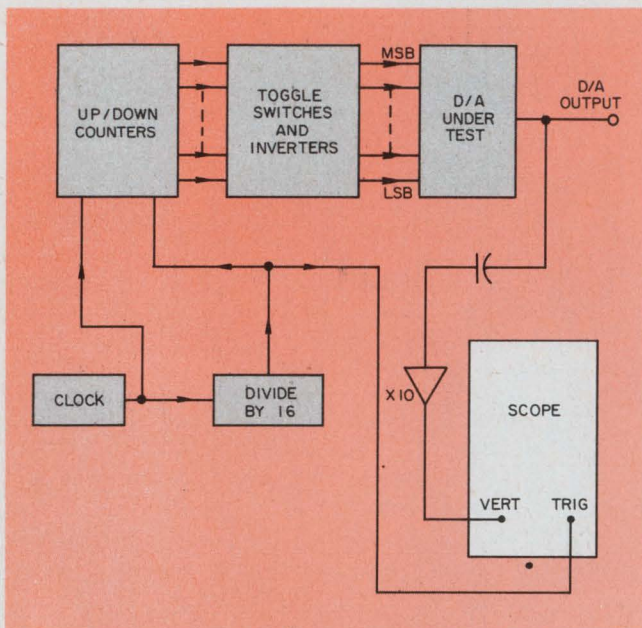 UP/DOWN
COUNTERS
TOGGLE
SWITCHES
AND
INVERTERS
MSB
LSB
D/A
UNDER
TEST
D/A
OUTPUT
CLOCK
DIVIDE
BY 16
X10
SCOPE
VERT
TRIG